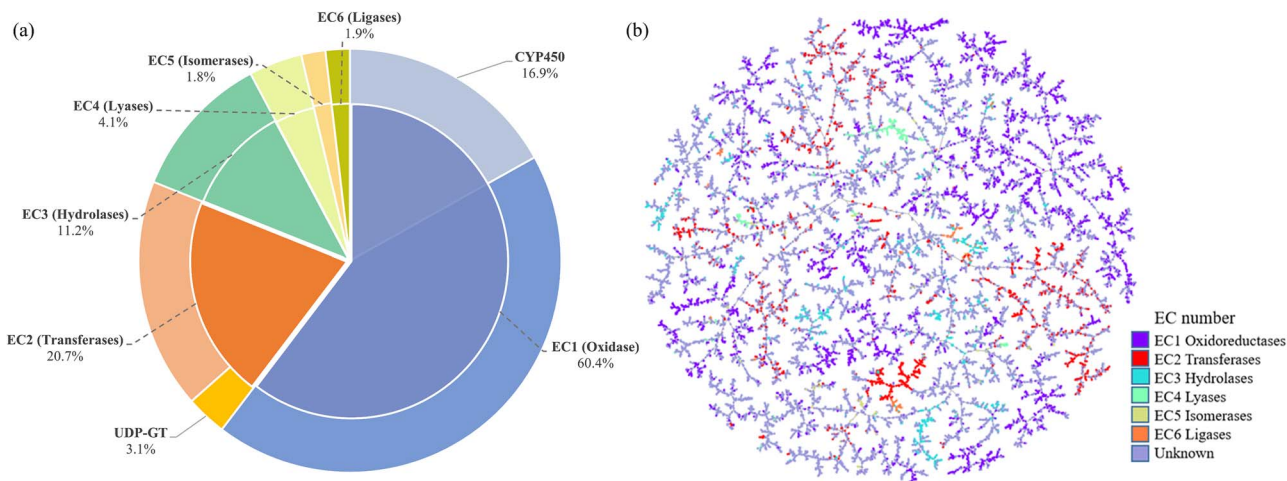 (a)
EC6 (Ligases)
1.9%
EC5 (Isomerases)
1.8%
CYP450
16.9%
EC4 (Lyases)
4.1%
EC3 (Hydrolases)
11.2%
EC2 (Transferases)
20.7%
EC1 (Oxidase)
60.4%
UDP-GT
3.1%
(b)
EC number
EC1 Oxidoreductases
EC2 Transferases
EC3 Hydrolases
EC4 Lyases
EC5 Isomerases
EC6 Ligases
Unknown